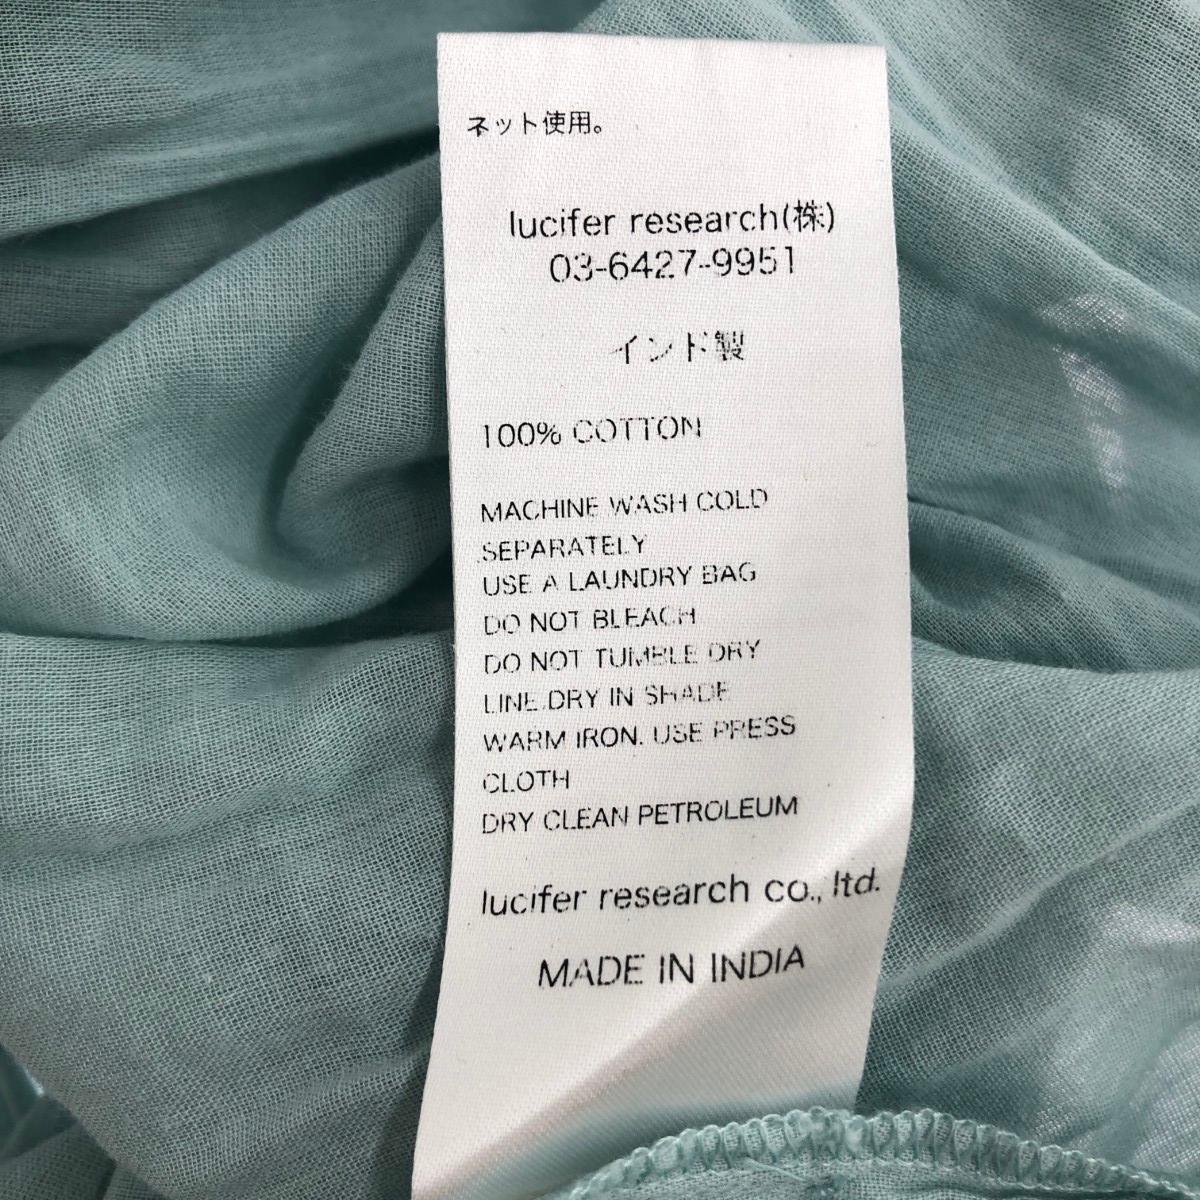 ネット使用。
lucifer research(株)
03-6427-9951
インド製
100% COTTON
MACHINE WASH COLD
SEPARATELY
USE A LAUNDRY BAG
DO NOT BLEACH
DO NOT TUMBLE DRY
LINE DRY IN SHADE
WARM IRON. USE PRESS
CLOTH
DRY CLEAN PETROLEUM
lucifer research co., ltd.
MADE IN INDIA